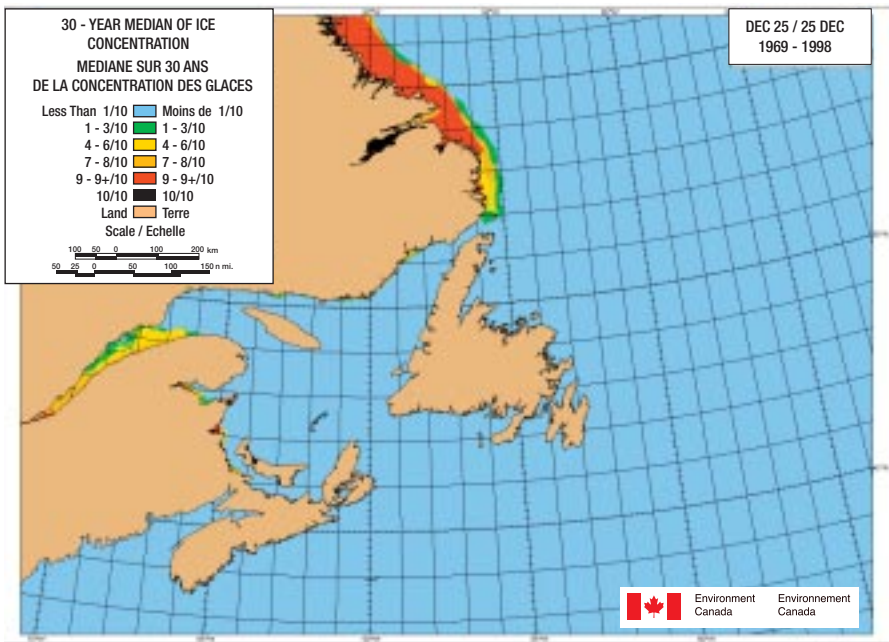 30 - YEAR MEDIAN OF ICE
CONCENTRATION
MEDIANE SUR 30 ANS
DE LA CONCENTRATION DES GLACES
Less Than 1/10 Moins de 1/10
1 - 3/10 1 - 3/10
4 - 6/10 4 - 6/10
7 - 8/10 7 - 8/10
9 - 9+/10 9 - 9+/10
10/10 10/10
Land Terre
Scale / Echelle
100 50 0 100 200 km
50 25 0 50 100 150 n mi.
DEC 25 / 25 DEC
1969 - 1998
Environment Environnement
Canada Canada